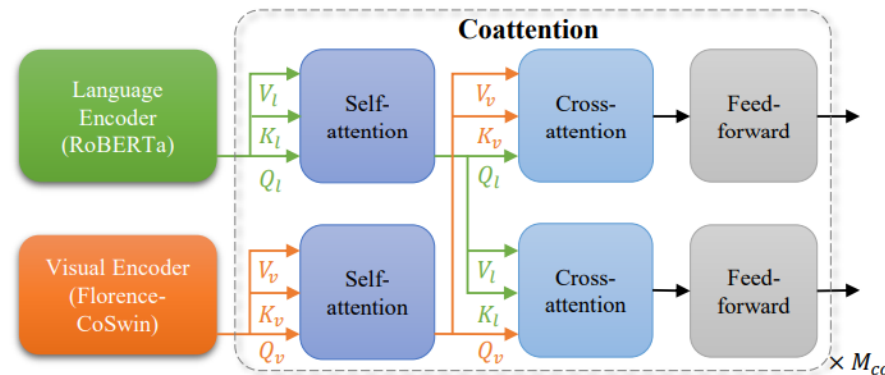 Coattention
Language
Encoder
(RoBERTa)
V_l
K_l
Q_l
Self-
attention
V_v
K_v
Q_l
Cross-
attention
Feed-
forward
Visual Encoder
(Florence-
CoSwin)
V_v
K_v
Q_v
Self-
attention
V_l
K_l
Q_v
Cross-
attention
Feed-
forward
× M_co